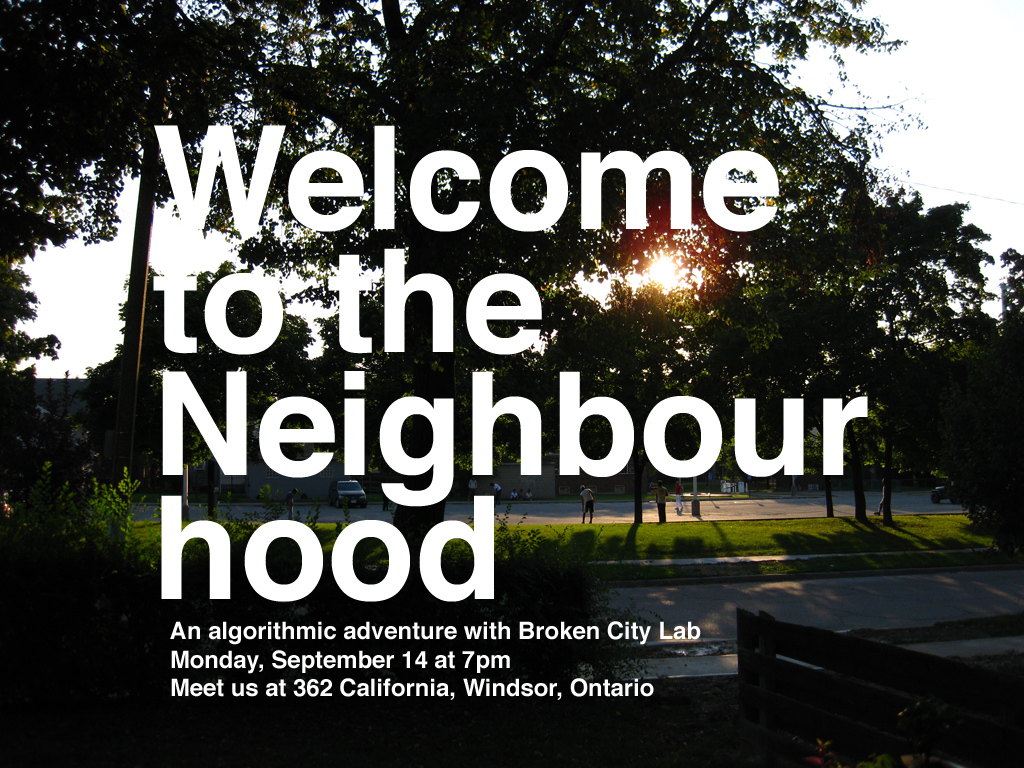 Welcome
to the
Neighbour
hood
An algorithmic adventure with Broken City Lab
Monday, September 14 at 7pm
Meet us at 362 California, Windsor, Ontario